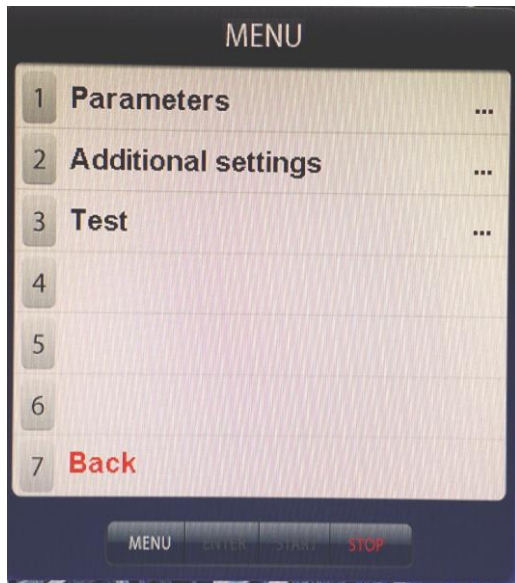 MENU
1 Parameters ...
2 Additional settings ...
3 Test ...
4
5
6
7 Back
MENU ENTER START STOP